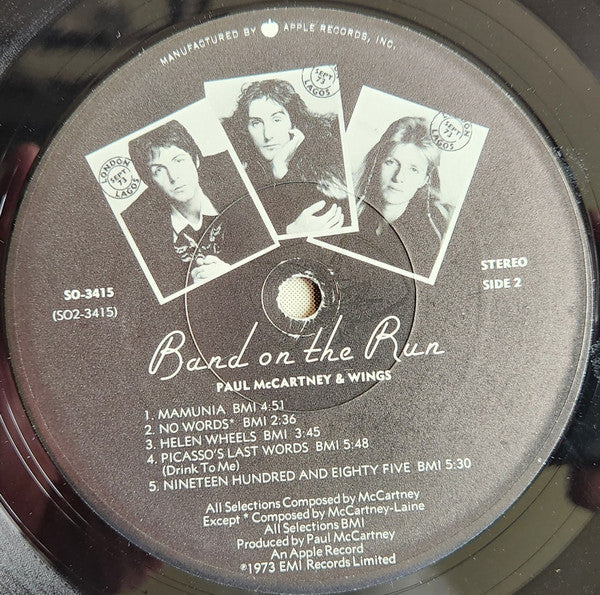 MANUFACTURED BY APPLE RECORDS, INC.
LONDON
SEPT 73
LAGOS
SEPT 73
LAGOS
LONDON
SEPT 73
LAGOS
SO-3415
(SO2-3415)
STEREO
SIDE 2
Band on the Run
PAUL McCARTNEY & WINGS
1. MAMUNIA BMI 4:51
2. NO WORDS* BMI 2:36
3. HELEN WHEELS BMI 3:45
4. PICASSO'S LAST WORDS BMI 5:48
(Drink To Me)
5. NINETEEN HUNDRED AND EIGHTY FIVE BMI 5:30
All Selections Composed by McCartney
Except * Composed by McCartney-Laine
All Selections BMI
Produced by Paul McCartney
An Apple Record
℗1973 EMI Records Limited